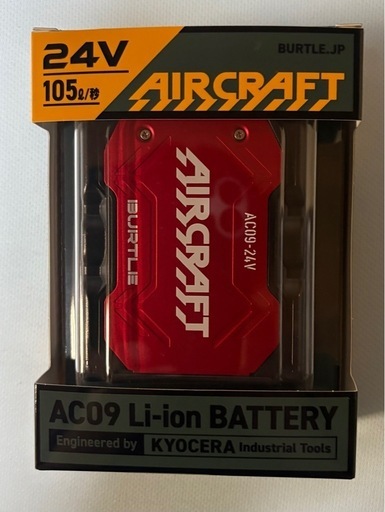 24V
BURTLE.JP
105ℓ/秒
AIRCRAFT
AIRCRAFT
BURTLE
AC09-24V
AC09 Li-ion BATTERY
Engineered by KYOCERA Industrial Tools